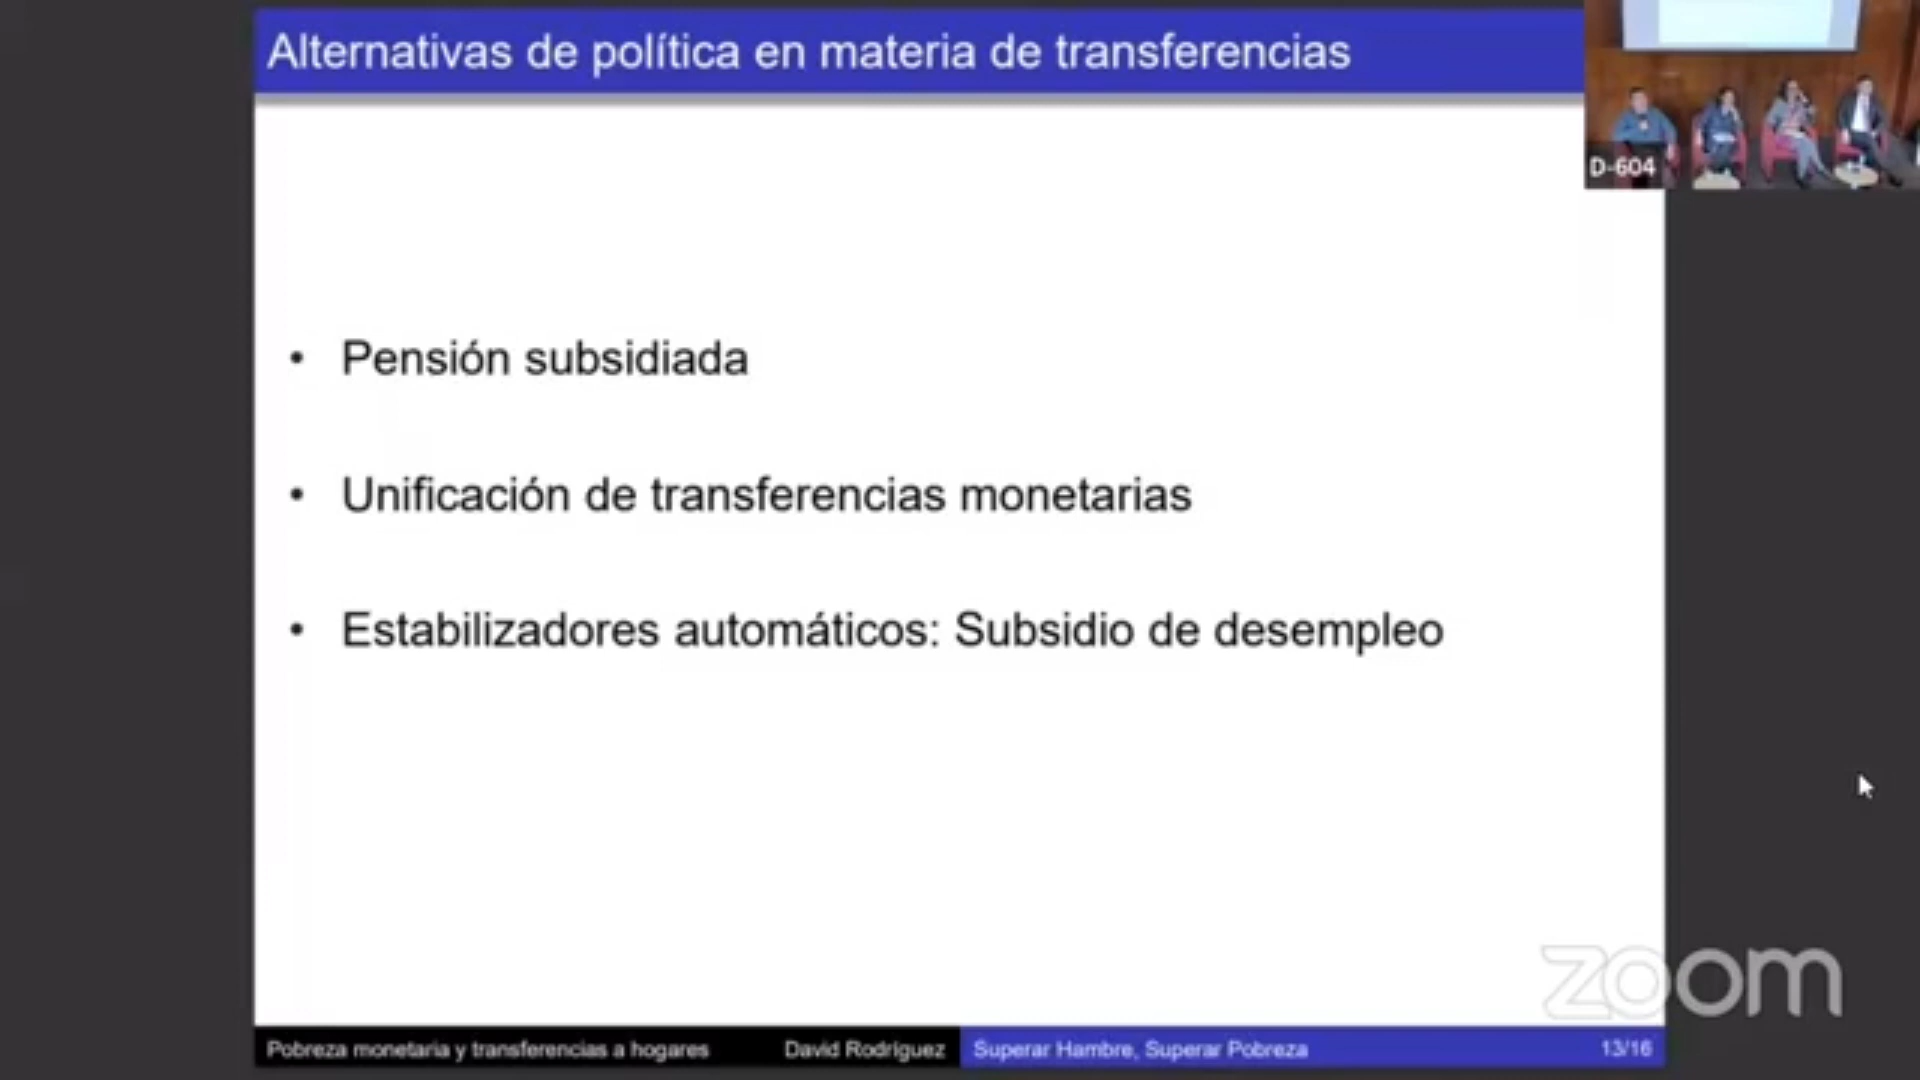 Alternativas de política en materia de transferencias
D-604
• Pensión subsidiada
• Unificación de transferencias monetarias
• Estabilizadores automáticos: Subsidio de desempleo
zoom
Pobreza monetaria y transferencias a hogares David Rodríguez Superar Hambre, Superar Pobreza 13/16